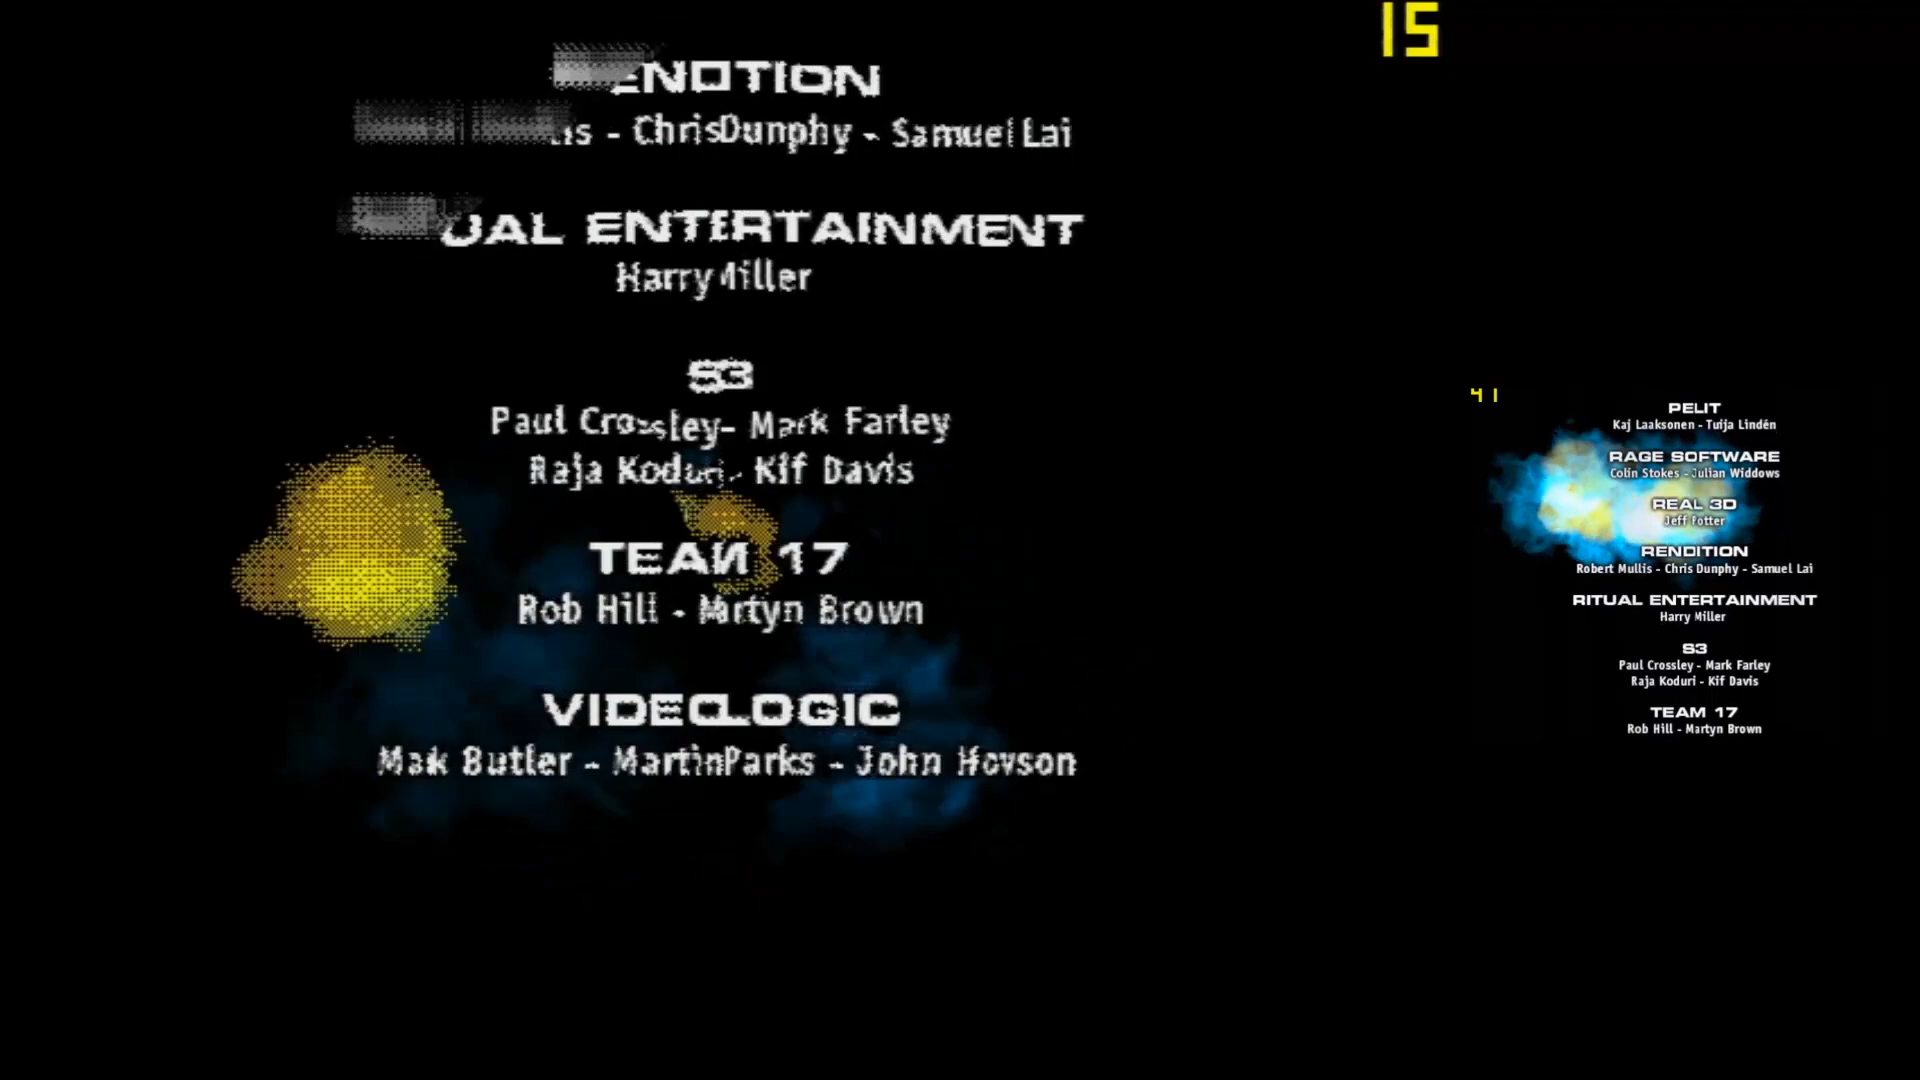 15
ENDTION
is - ChrisDunphy - Samuel Lai
UAL ENTERTAINMENT
Harry Miller
S3
Paul Crossley- Mark Farley
Raja Koduri - Kif Davis
TEAM 17
Rob Hill - Martyn Brown
VIDEOLOGIC
Mak Butler - MartinParks - John Howson
41
PELIT
Kaj Laaksonen - Tuija Lindén
RAGE SOFTWARE
Colin Stokes - Julian Widdows
REAL 3D
Jeff Potter
RENDITION
Robert Mullis - Chris Dunphy - Samuel Lai
RITUAL ENTERTAINMENT
Harry Miller
S3
Paul Crossley - Mark Farley
Raja Koduri - Kif Davis
TEAM 17
Rob Hill - Martyn Brown